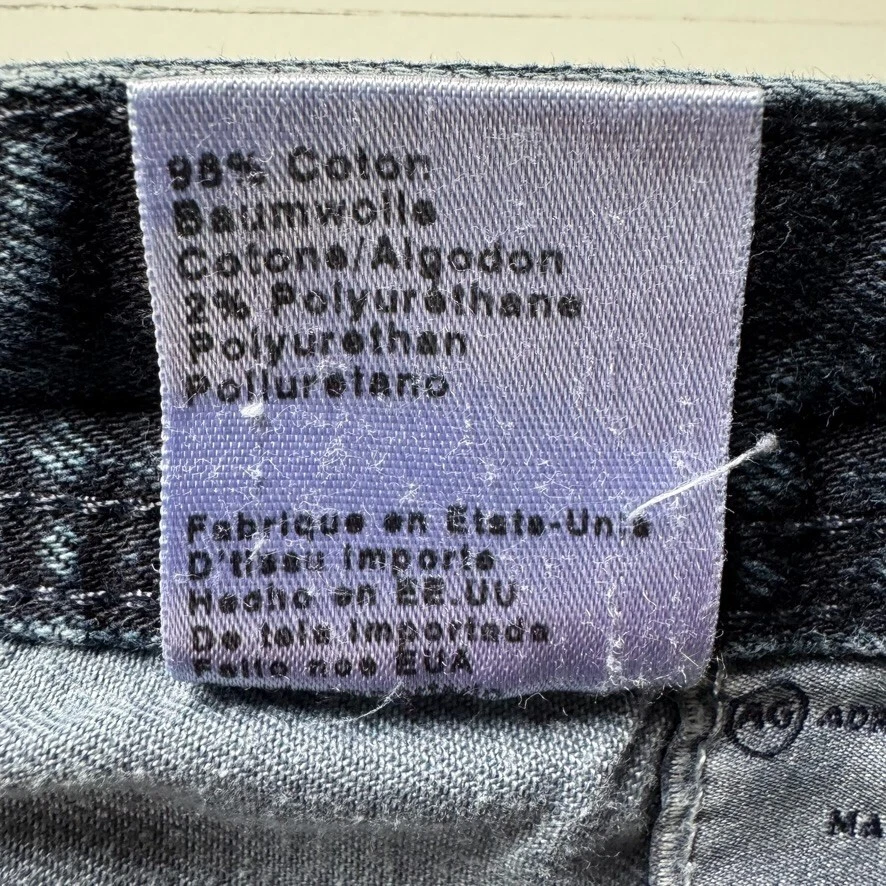 98% Coton
Baumwolle
Cotone/Algodon
2% Polyurethane
Polyurethan
Poliuretano
Fabrique en Etats-Unis
D'tissu importe
Hecho en EE.UU
De tela importada
Feito nos EUA
AG